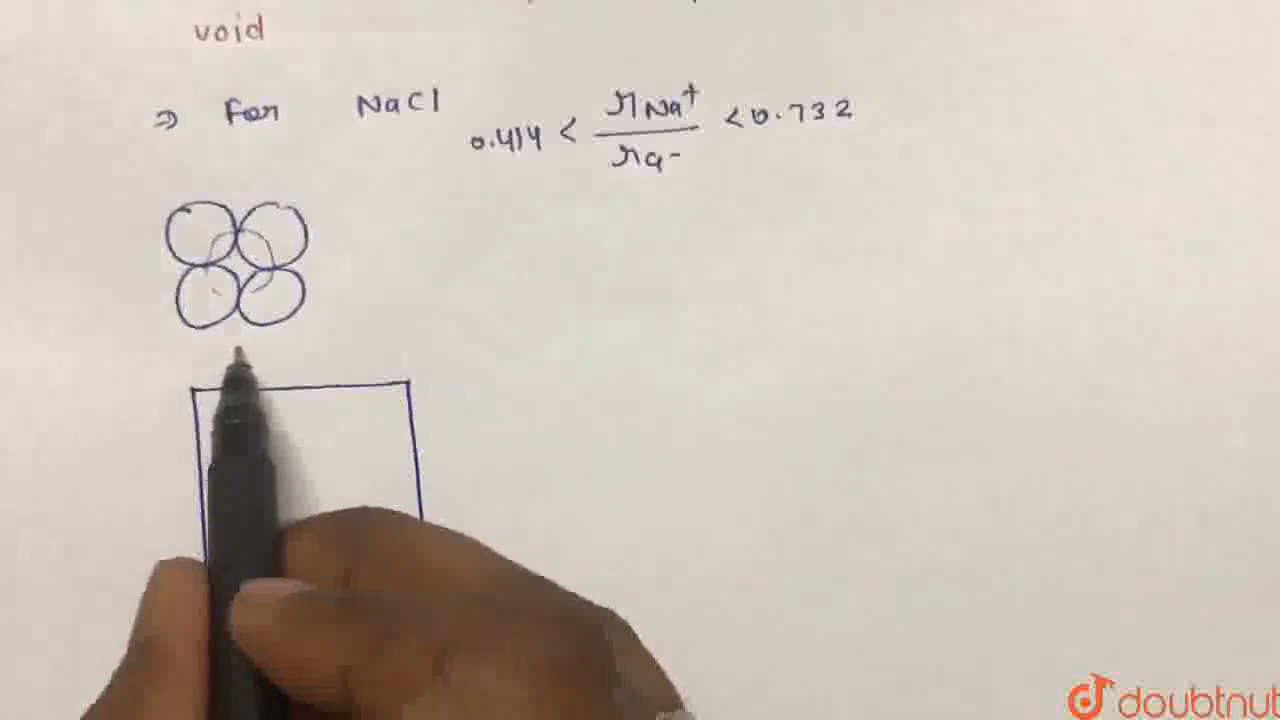 void
⇒ For NaCl 0.414 < rNa+ / rCl- < 0.732
doubtnut